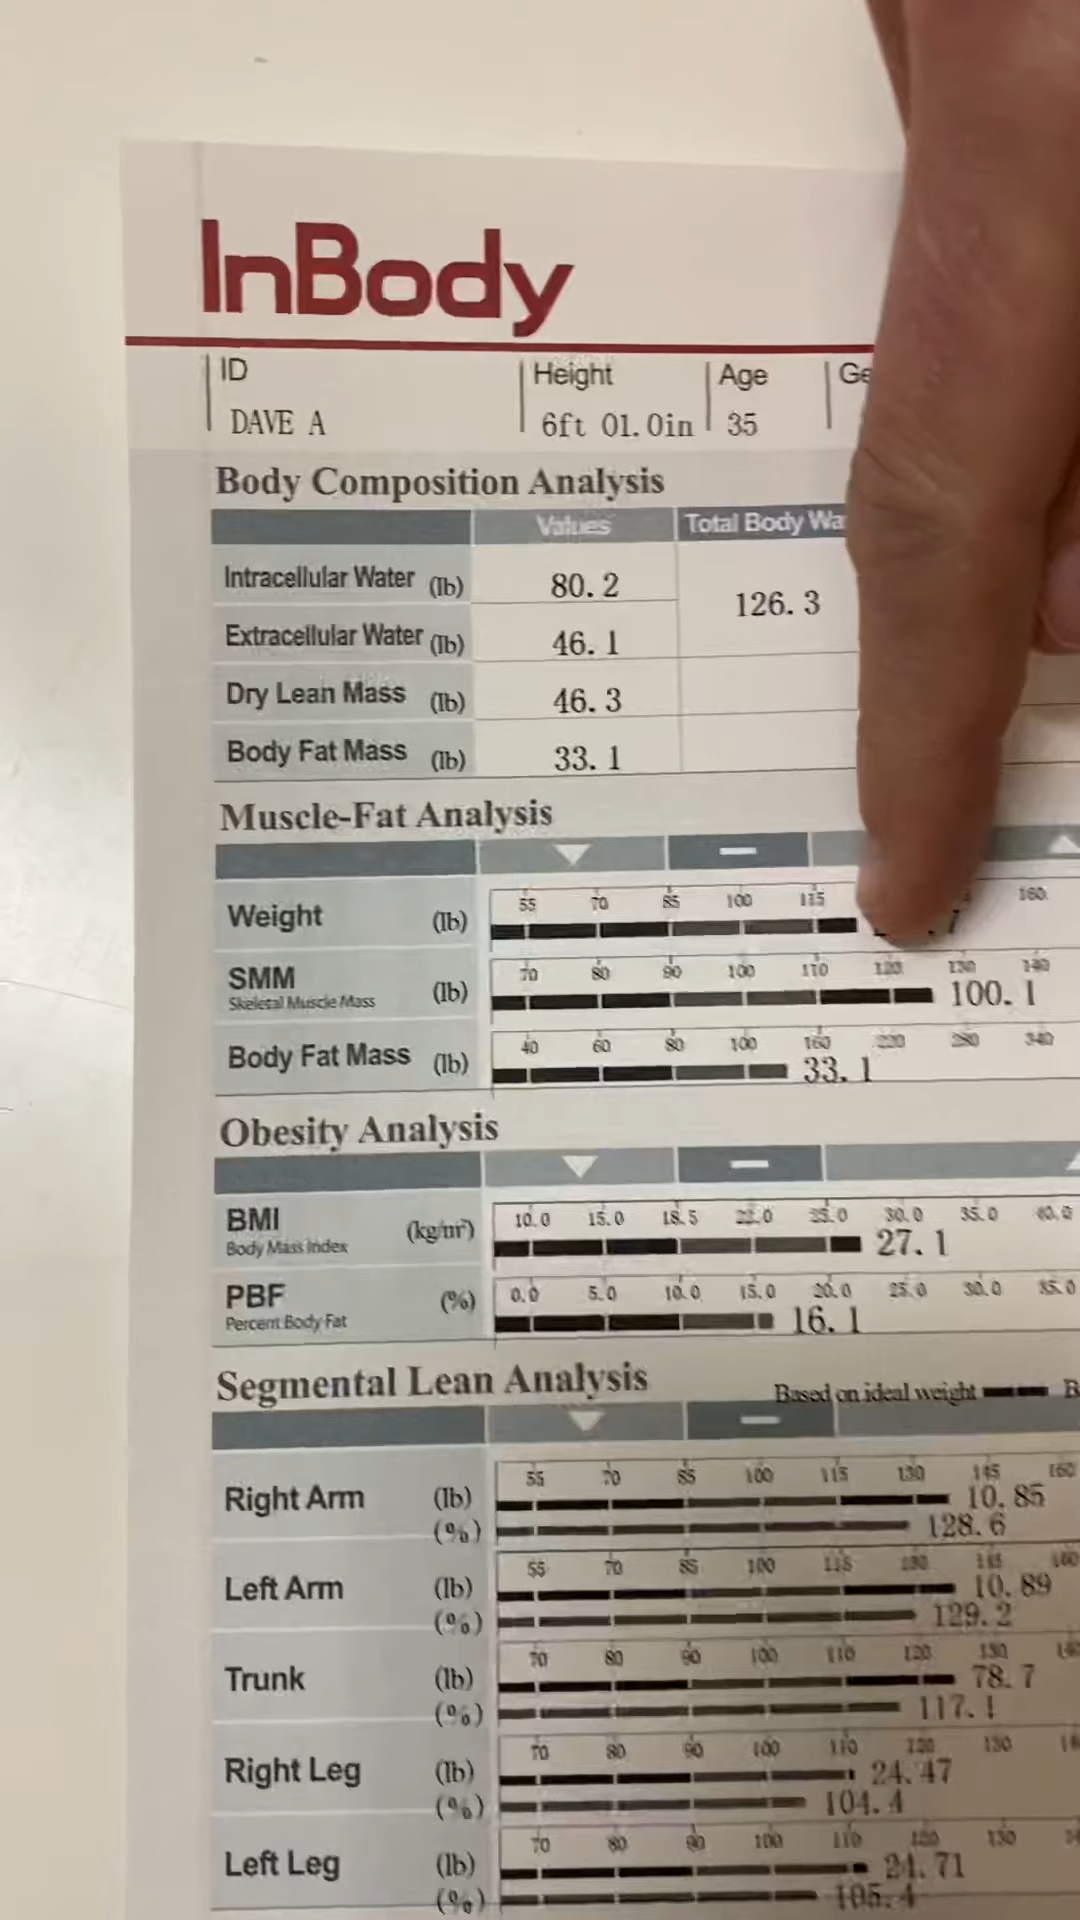 InBody
ID Height Age
DAVE A 6ft 01.0in 35
Body Composition Analysis
Values Total Body
Intracellular Water (lb) 80.2 126.3
Extracellular Water (lb) 46.1
Dry Lean Mass (lb) 46.3
Body Fat Mass (lb) 33.1
Muscle-Fat Analysis
55 70 85 100 115 160
Weight (lb)
70 80 90 100 110 120 130 140
SMM (lb) 100.1
Skeletal Muscle Mass
40 60 80 100 160 220 280 340
Body Fat Mass (lb) 33.1
Obesity Analysis
10.0 15.0 18.5 22.0 25.0 30.0 35.0 40.0
BMI (kg/m²) 27.1
Body Mass Index
0.0 5.0 10.0 15.0 20.0 25.0 30.0 35.0
PBF (%) 16.1
Percent Body Fat
Segmental Lean Analysis
Based on ideal weight
55 70 85 100 115 130 145 160
Right Arm (lb) 10.85
(%) 128.6
55 70 85 100 115 130 145 160
Left Arm (lb) 10.89
(%) 129.2
70 80 90 100 110 120 130
Trunk (lb) 78.7
(%) 117.1
70 80 90 100 110 120 130
Right Leg (lb) 24.47
(%) 104.4
70 80 90 100 110 120 130
Left Leg (lb) 24.71
(%) 105.4